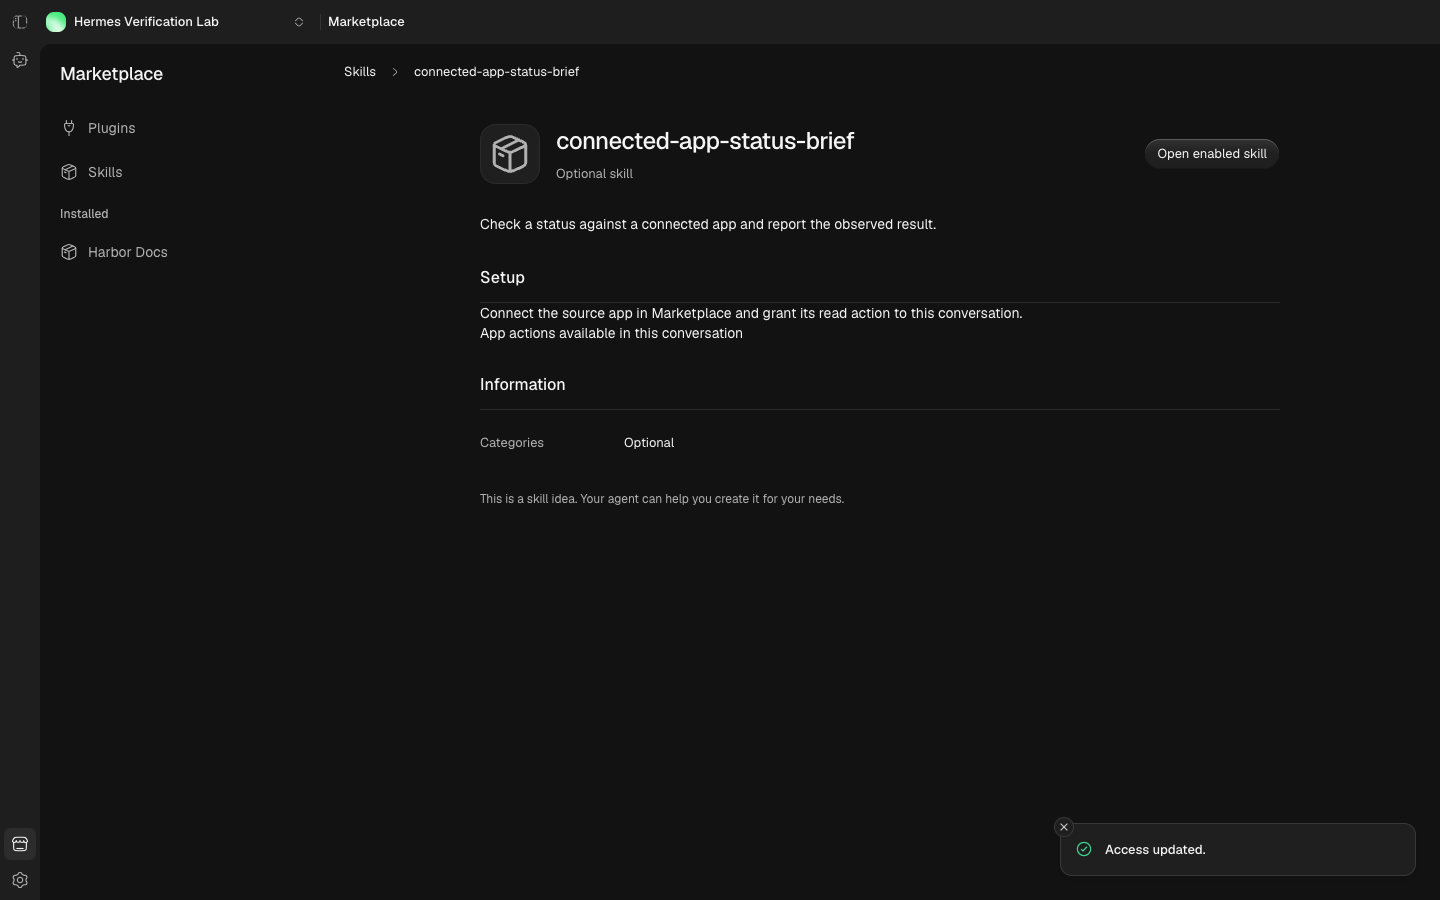 Hermes Verification Lab
Marketplace
Marketplace
Plugins
Skills
Installed
Harbor Docs
Skills
connected-app-status-brief
connected-app-status-brief
Optional skill
Open enabled skill
Check a status against a connected app and report the observed result.
Setup
Connect the source app in Marketplace and grant its read action to this conversation.
App actions available in this conversation
Information
Categories
Optional
This is a skill idea. Your agent can help you create it for your needs.
Access updated.